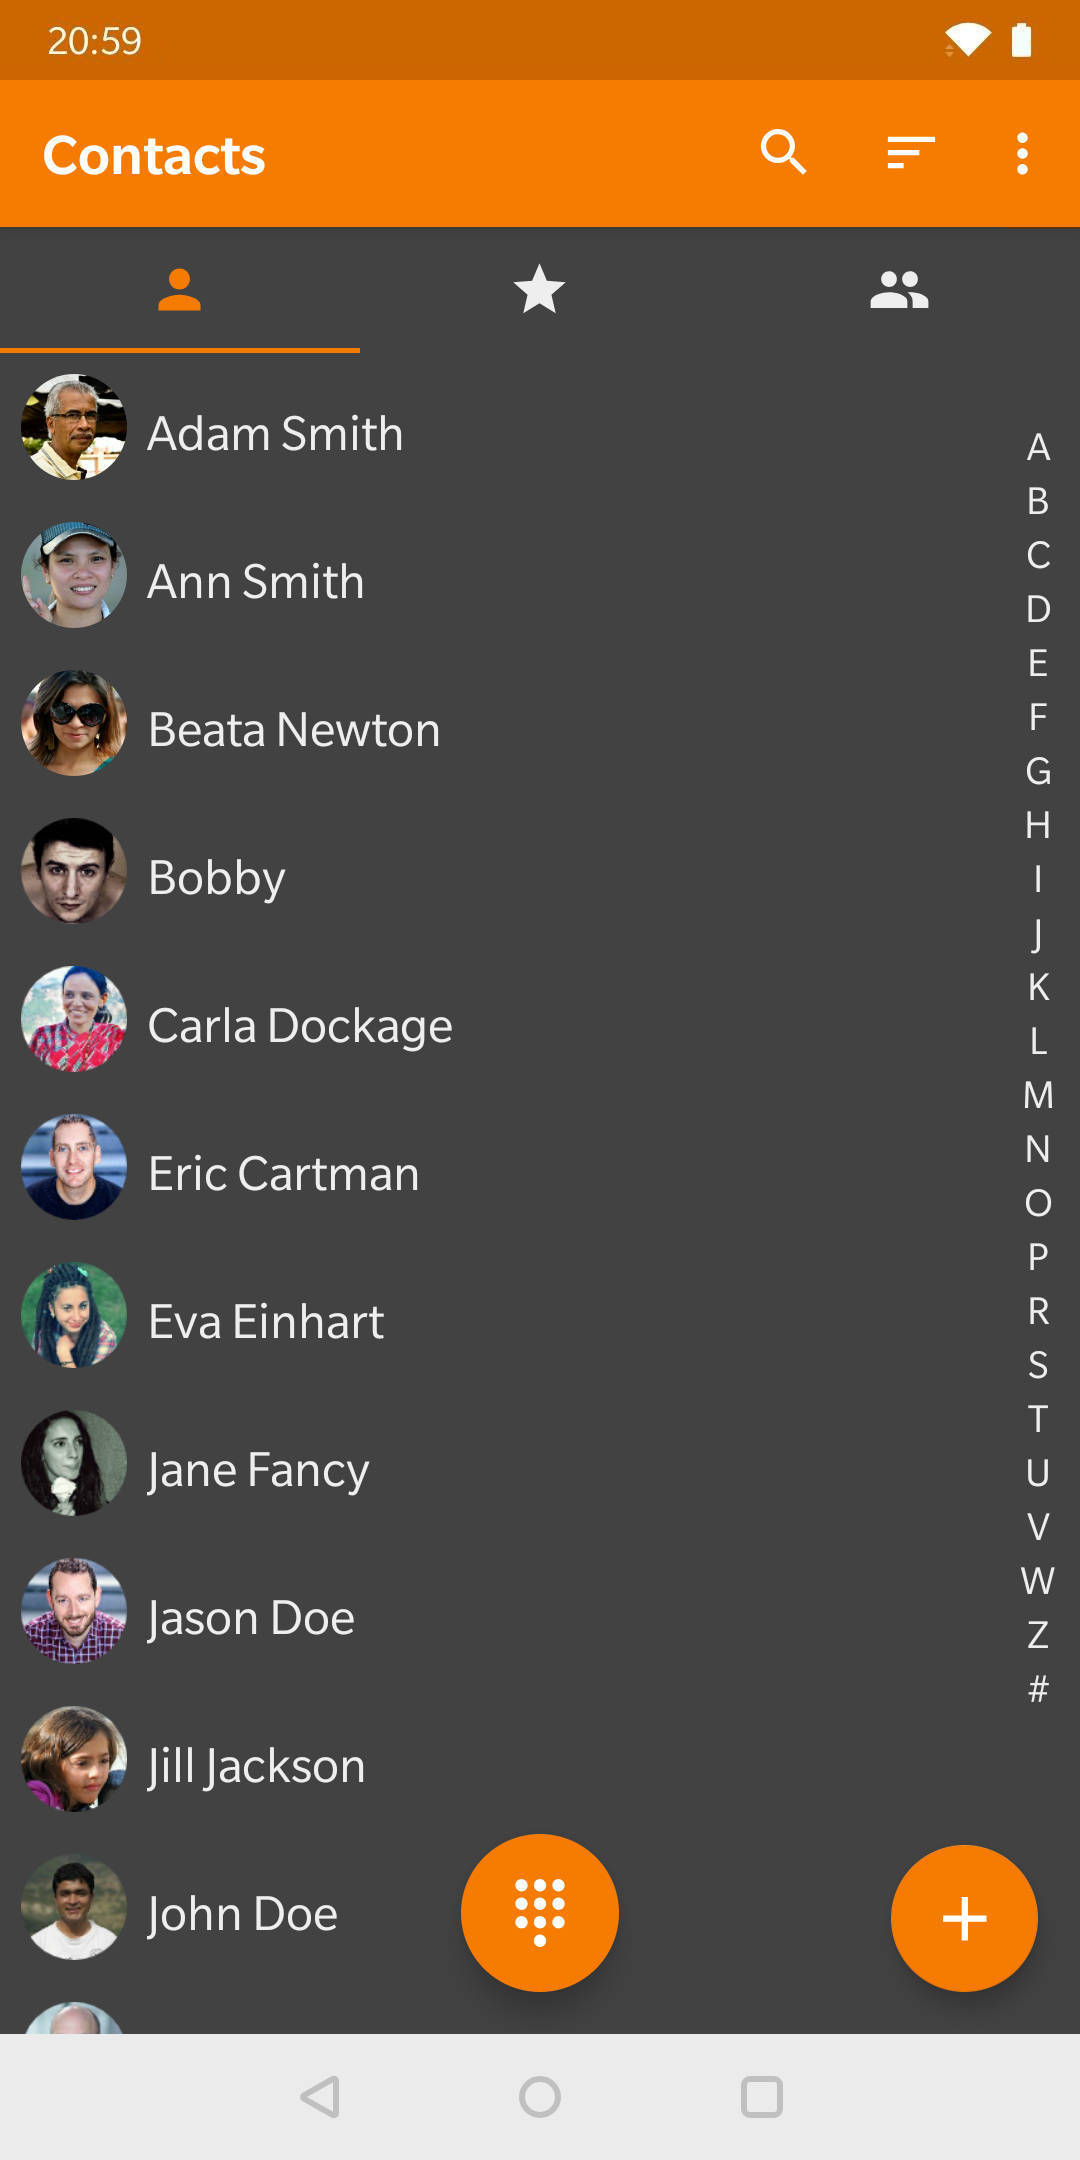 20:59
Contacts
Adam Smith
Ann Smith
Beata Newton
Bobby
Carla Dockage
Eric Cartman
Eva Einhart
Jane Fancy
Jason Doe
Jill Jackson
John Doe
A
B
C
D
E
F
G
H
I
J
K
L
M
N
O
P
R
S
T
U
V
W
Z
#